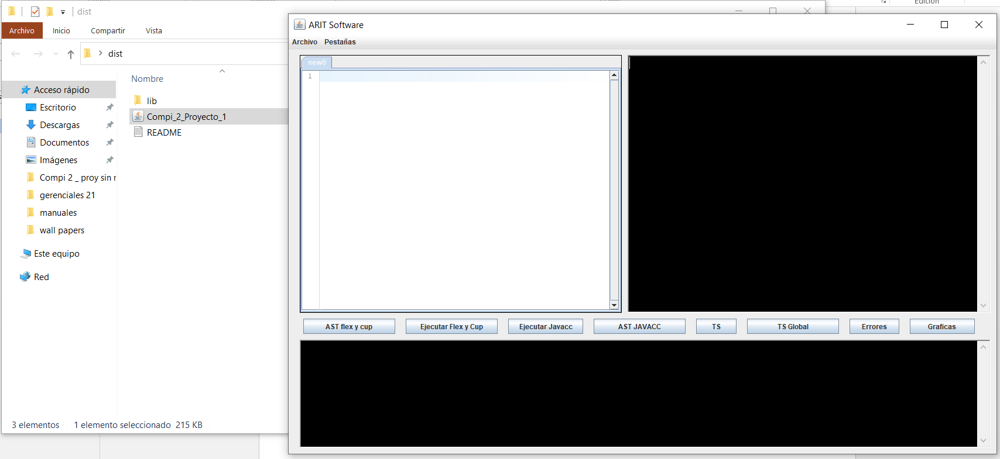 dist
Archivo
Inicio
Compartir
Vista
dist
Nombre
Acceso rápido
Escritorio
Descargas
Documentos
Imágenes
Compi 2 _ proy sin
gerenciales 21
manuales
wall papers
Este equipo
Red
lib
Compi_2_Proyecto_1
README
3 elementos
1 elemento seleccionado 215 KB
Edición
ARIT Software
Archivo Pestañas
new0
1
AST flex y cup
Ejecutar Flex y Cup
Ejecutar Javacc
AST JAVACC
TS
TS Global
Errores
Graficas